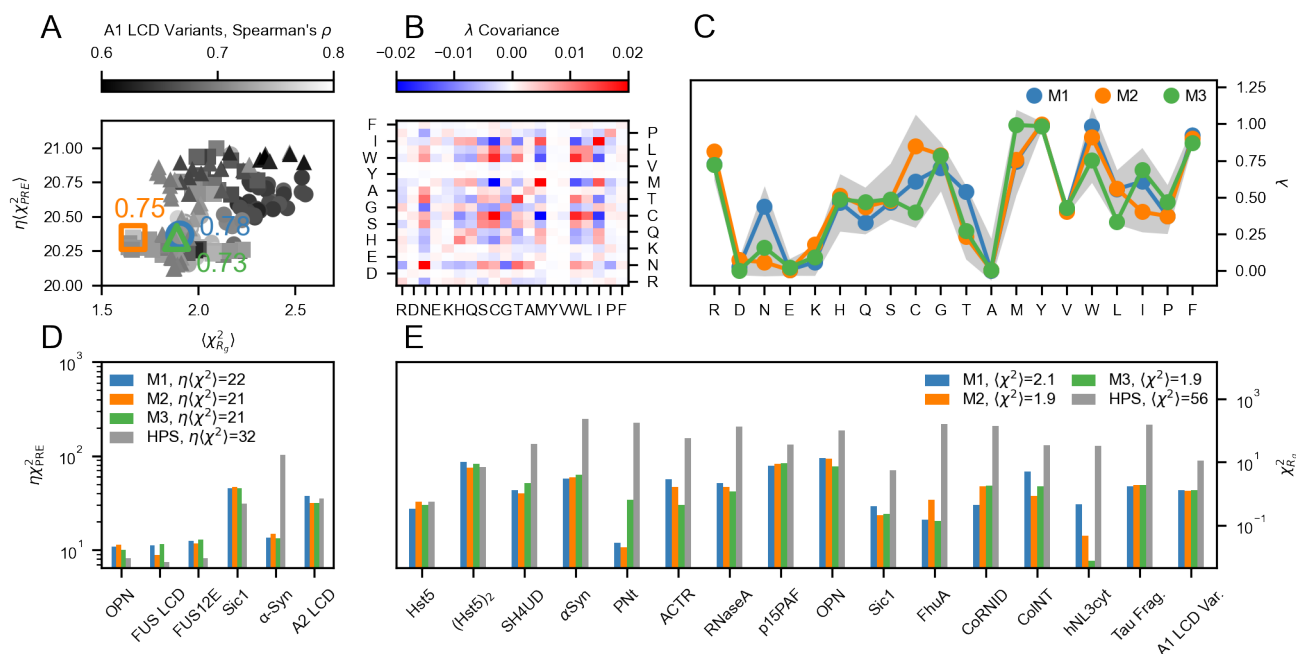 A
A1 LCD Variants, Spearman's ρ
0.6 0.7 0.8
η⟨χ²PRE⟩
21.00
20.75
20.50
20.25
20.00
0.75
0.78
0.73
1.5 2.0 2.5
⟨χ²Rg⟩
B
λ Covariance
−0.02 −0.01 0.00 0.01 0.02
F
I
W
Y
A
G
S
H
E
D
P
L
V
M
T
C
Q
K
N
R
R D N E K H Q S C G T A M Y V W L I P F
C
M1 M2 M3
1.25
1.00
0.75
0.50
0.25
0.00
λ
R D N E K H Q S C G T A M Y V W L I P F
D
M1, η⟨χ²⟩=22
M2, η⟨χ²⟩=21
M3, η⟨χ²⟩=21
HPS, η⟨χ²⟩=32
10³
10²
10¹
ηχ²PRE
OPN
FUS LCD
FUS12E
Sic1
α-Syn
A2 LCD
E
M1, ⟨χ²⟩=2.1
M2, ⟨χ²⟩=1.9
M3, ⟨χ²⟩=1.9
HPS, ⟨χ²⟩=56
10³
10¹
10⁻¹
χ²Rg
Hst5
(Hst5)₂
SH4UD
αSyn
PNt
ACTR
RNaseA
p15PAF
OPN
Sic1
FhuA
CoRNID
ColNT
hNL3cyt
Tau Frag.
A1 LCD Var.